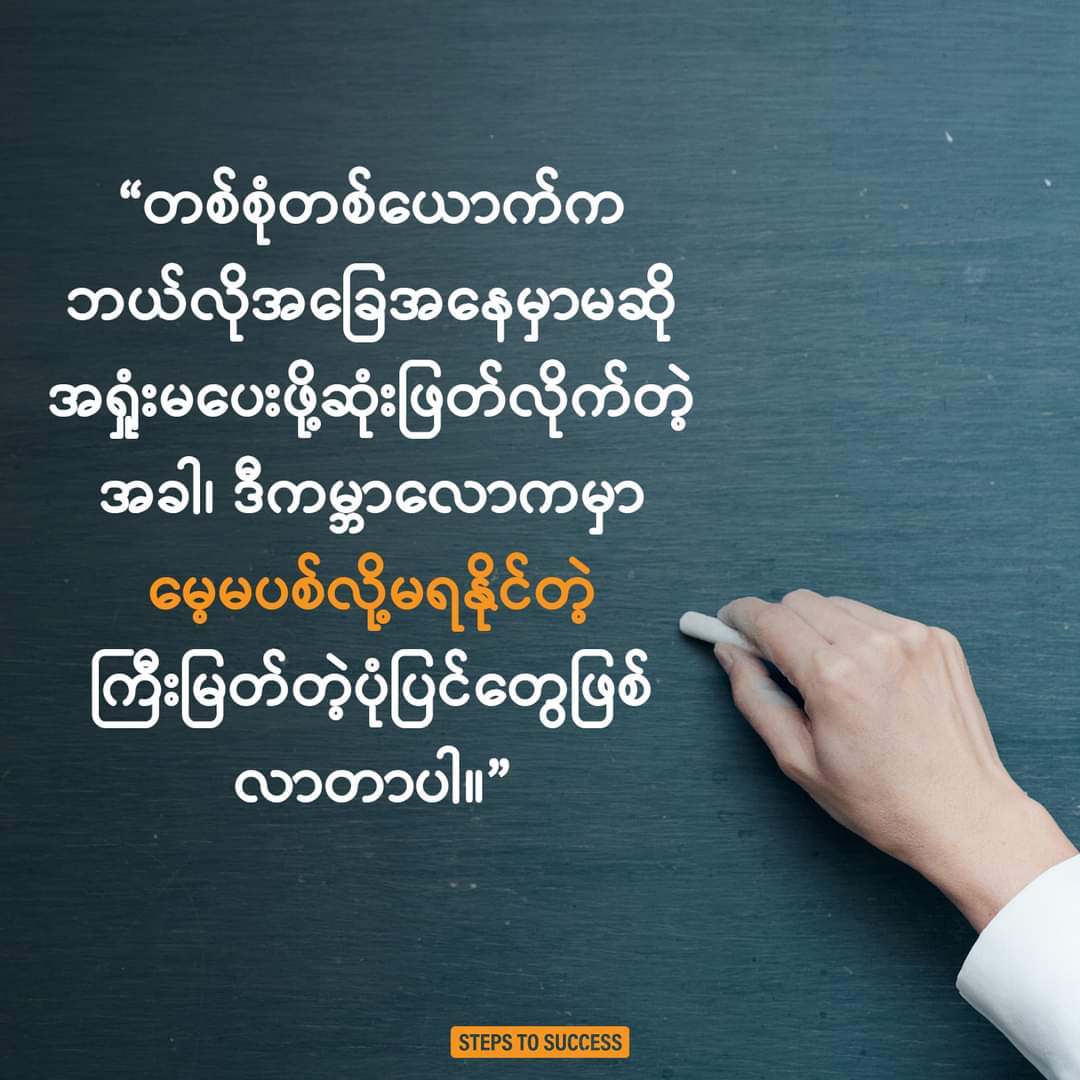 “တစ်စုံတစ်ယောက်က
ဘယ်လိုအခြေအနေမှာမဆို
အရှုံးမပေးဖို့ဆုံးဖြတ်လိုက်တဲ့
အခါ၊ ဒီကမ္ဘာလောကမှာ
မေ့မပစ်လို့မရနိုင်တဲ့
ကြီးမြတ်တဲ့ပုံပြင်တွေဖြစ်
လာတာပါ။”
STEPS TO SUCCESS